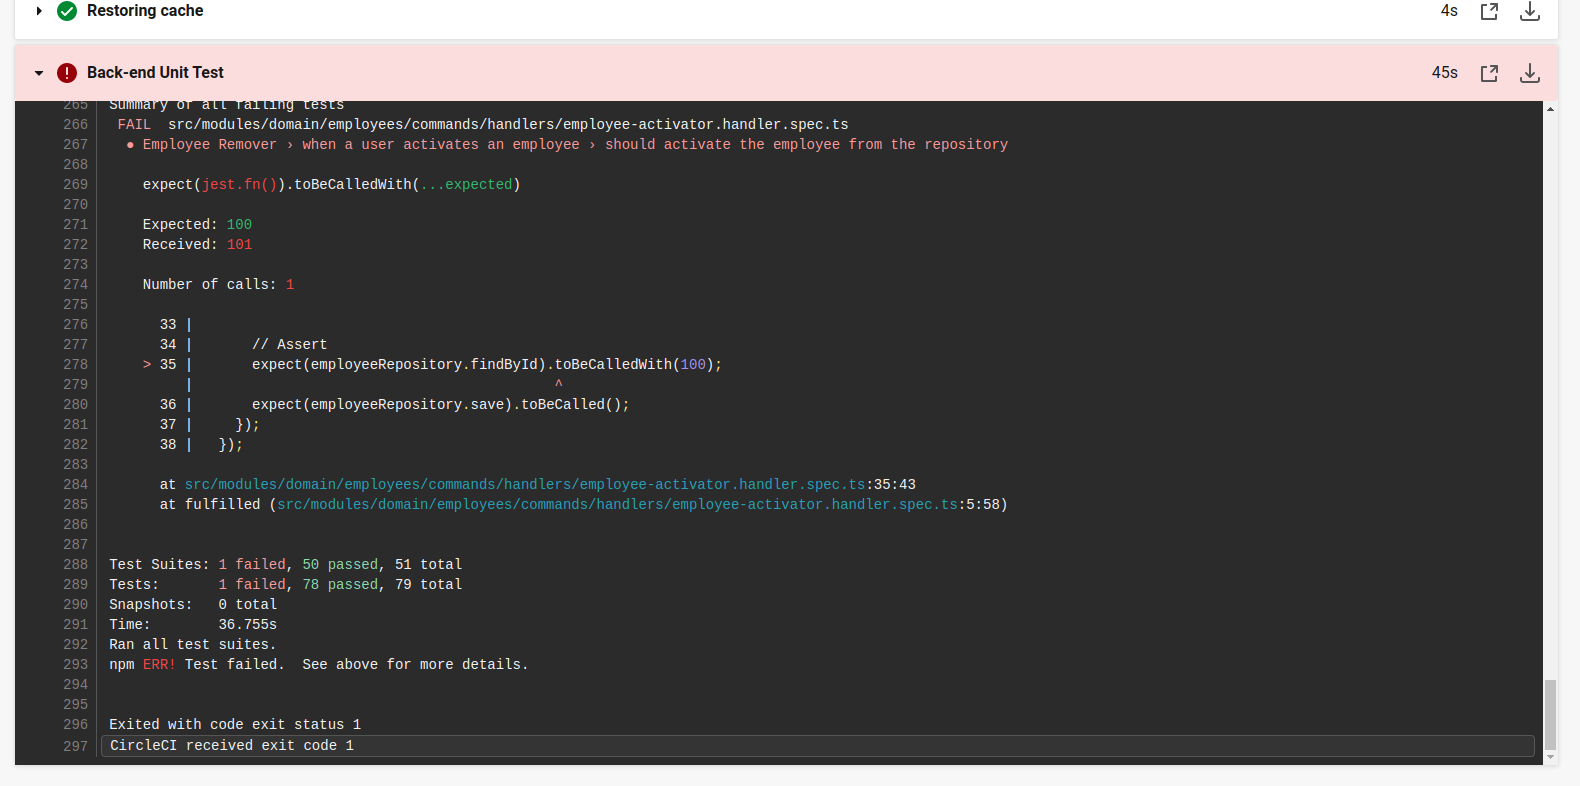 Restoring cache 4s
Back-end Unit Test 45s
265 Summary of all failing tests
266 FAIL src/modules/domain/employees/commands/handlers/employee-activator.handler.spec.ts
267 ● Employee Remover › when a user activates an employee › should activate the employee from the repository
268
269 expect(jest.fn()).toBeCalledWith(...expected)
270
271 Expected: 100
272 Received: 101
273
274 Number of calls: 1
275
276 33 |
277 34 | // Assert
278 > 35 | expect(employeeRepository.findById).toBeCalledWith(100);
279 | ^
280 36 | expect(employeeRepository.save).toBeCalled();
281 37 | });
282 38 | });
283
284 at src/modules/domain/employees/commands/handlers/employee-activator.handler.spec.ts:35:43
285 at fulfilled (src/modules/domain/employees/commands/handlers/employee-activator.handler.spec.ts:5:58)
286
287
288 Test Suites: 1 failed, 50 passed, 51 total
289 Tests: 1 failed, 78 passed, 79 total
290 Snapshots: 0 total
291 Time: 36.755s
292 Ran all test suites.
293 npm ERR! Test failed. See above for more details.
294
295
296 Exited with code exit status 1
297 CircleCI received exit code 1